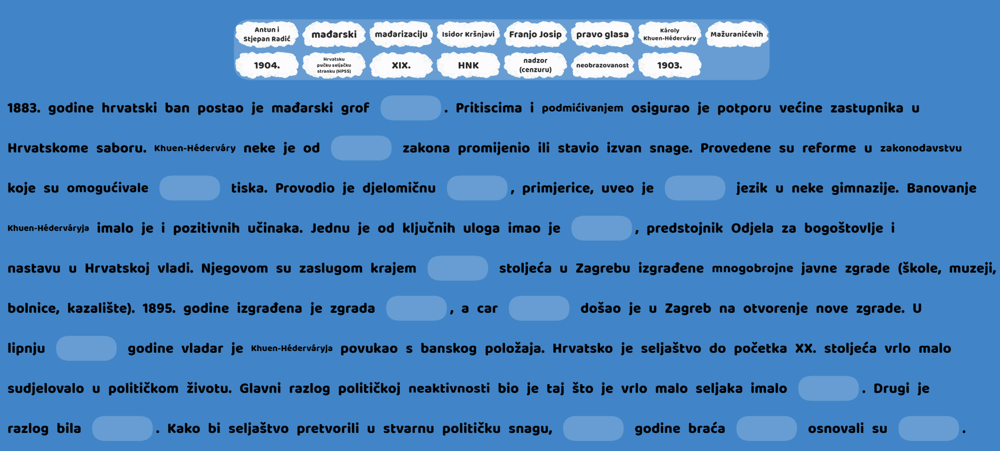 Antun i
Stjepan Radić
mađarski
mađarizaciju
Isidor Kršnjavi
Franjo Josip
pravo glasa
Károly
Khuen-Héderváry
Mažuranićevih
1904.
Hrvatsku
pučku seljačku
stranku (HPSS)
XIX.
HNK
nadzor
(cenzuru)
neobrazovanost
1903.
1883. godine hrvatski ban postao je mađarski grof . Pritiscima i podmićivanjem osigurao je potporu većine zastupnika u
Hrvatskome saboru. Khuen-Héderváry neke je od zakona promijenio ili stavio izvan snage. Provedene su reforme u zakonodavstvu
koje su omogućivale tiska. Provodio je djelomičnu , primjerice, uveo je jezik u neke gimnazije. Banovanje
Khuen-Héderváryja imalo je i pozitivnih učinaka. Jednu je od ključnih uloga imao je , predstojnik Odjela za bogoštovlje i
nastavu u Hrvatskoj vladi. Njegovom su zaslugom krajem stoljeća u Zagrebu izgrađene mnogobrojne javne zgrade (škole, muzeji,
bolnice, kazalište). 1895. godine izgrađena je zgrada , a car došao je u Zagreb na otvorenje nove zgrade. U
lipnju godine vladar je Khuen-Héderváryja povukao s banskog položaja. Hrvatsko je seljaštvo do početka XX. stoljeća vrlo malo
sudjelovalo u političkom životu. Glavni razlog političkoj neaktivnosti bio je taj što je vrlo malo seljaka imalo . Drugi je
razlog bila . Kako bi seljaštvo pretvorili u stvarnu političku snagu, godine braća osnovali su .